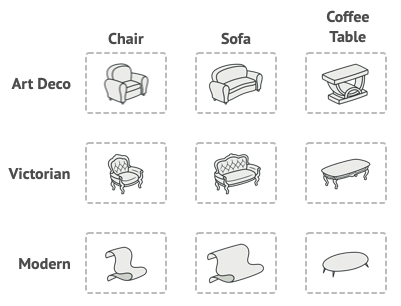 Chair
Sofa
Coffee
Table
Art Deco
Victorian
Modern